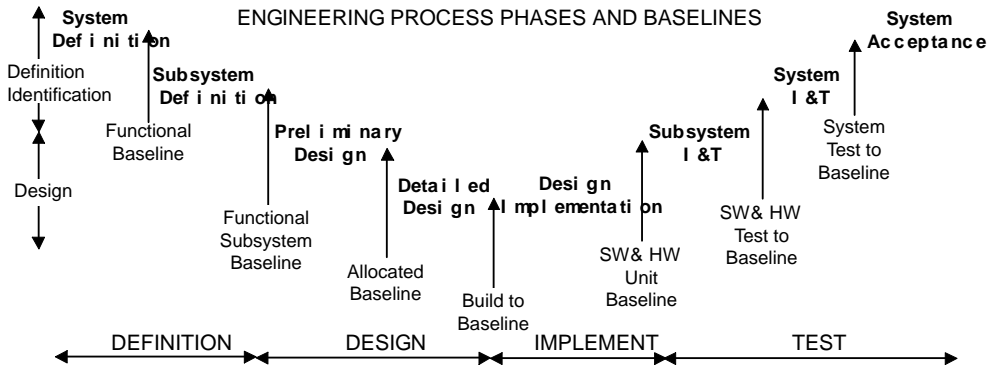 ENGINEERING PROCESS PHASES AND BASELINES
System
Definition
Subsystem
Definition
Preliminary
Design
Detailed
Design
Design
Implementation
Subsystem
I&T
System
I&T
System
Acceptance
Definition
Identification
Design
Functional
Baseline
Functional
Subsystem
Baseline
Allocated
Baseline
Build to
Baseline
SW& HW
Unit
Baseline
SW& HW
Test to
Baseline
System
Test to
Baseline
DEFINITION
DESIGN
IMPLEMENT
TEST